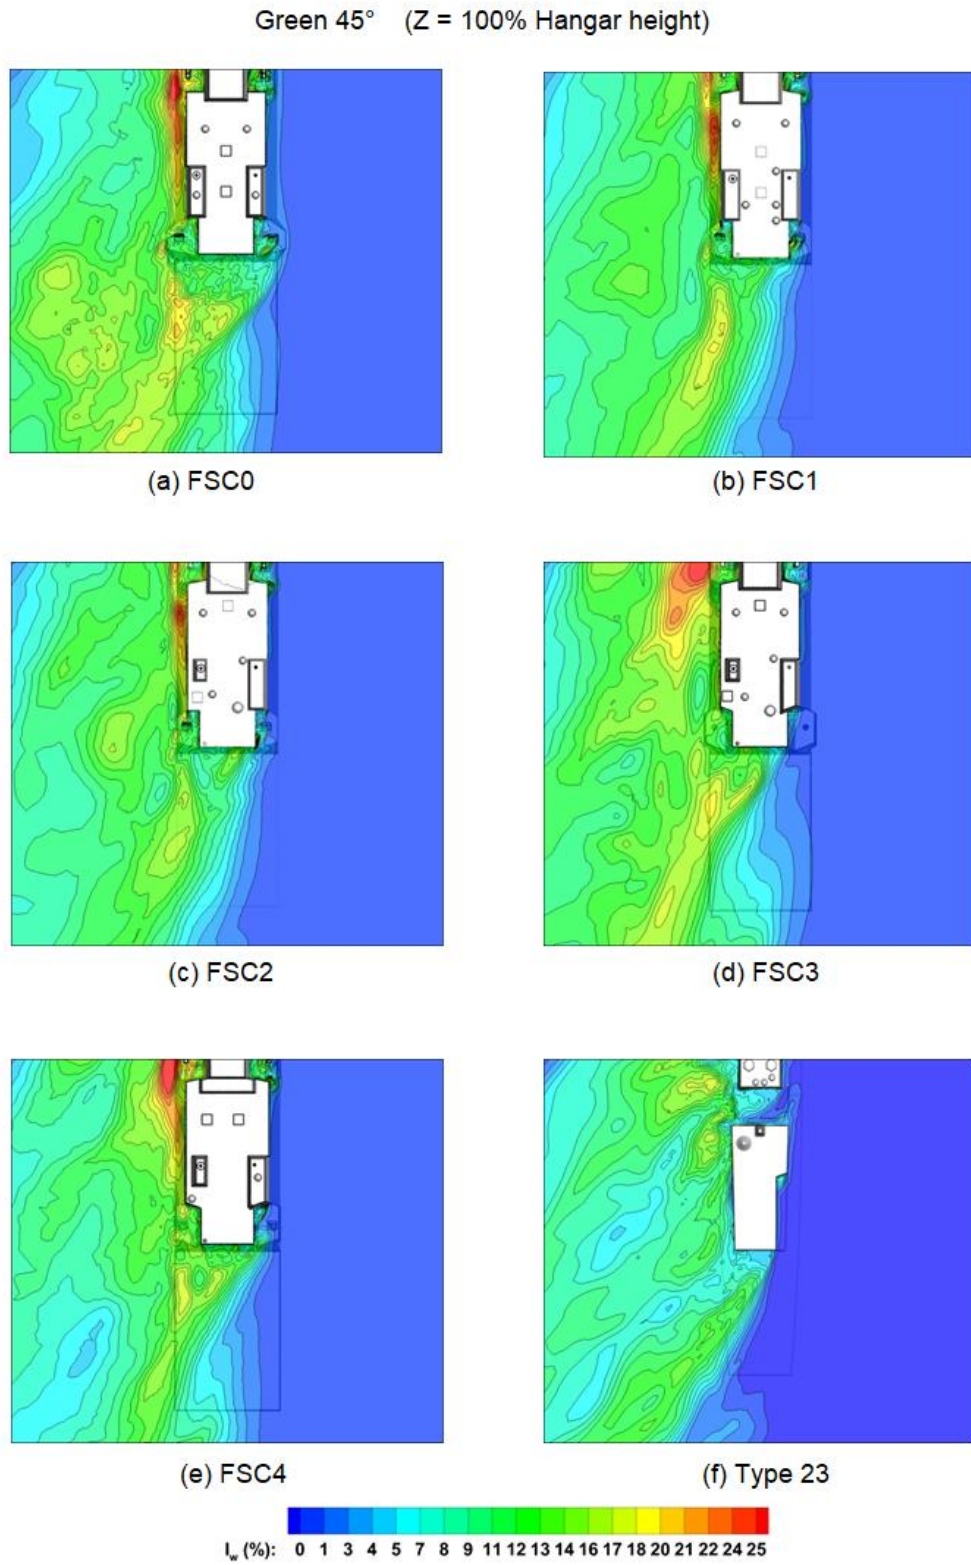 Green 45° (Z = 100% Hangar height)
(a) FSC0
(b) FSC1
(c) FSC2
(d) FSC3
(e) FSC4
(f) Type 23
I_w (%): 0 1 3 4 5 7 8 9 11 12 13 14 16 17 18 20 21 22 24 25